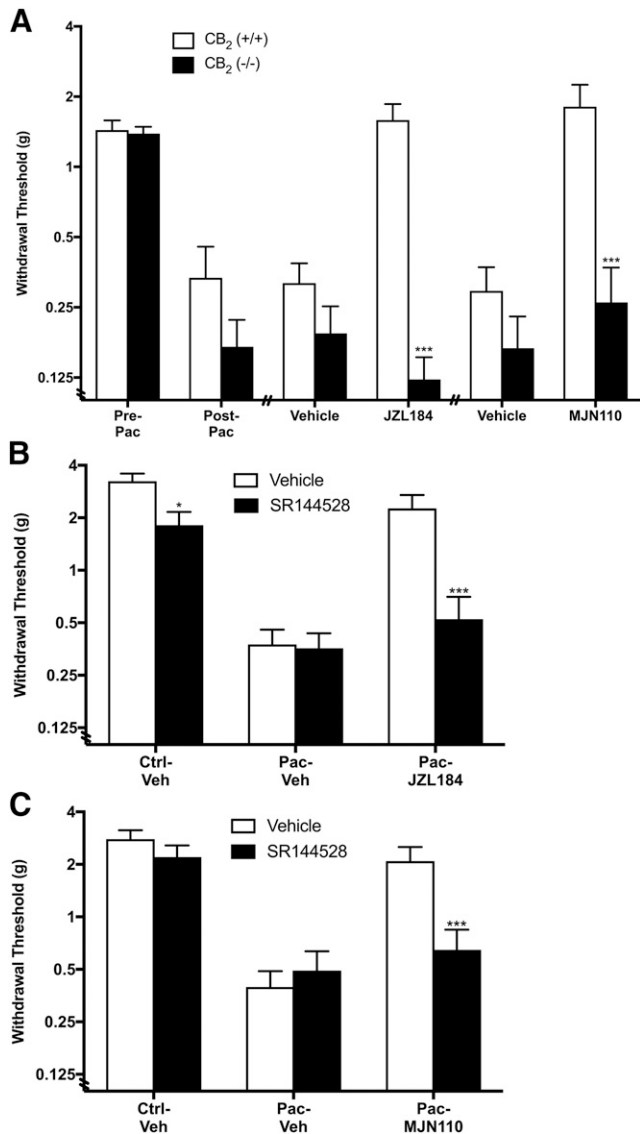 A
CB₂ (+/+)
CB₂ (-/-)
Withdrawal Threshold (g)
4
2
1
0.5
0.25
0.125
***
***
Pre-
Pac
Post-
Pac
Vehicle
JZL184
Vehicle
MJN110
B
Vehicle
SR144528
Withdrawal Threshold (g)
4
2
1
0.5
0.25
0.125
*
***
Ctrl-
Veh
Pac-
Veh
Pac-
JZL184
C
Vehicle
SR144528
Withdrawal Threshold (g)
4
2
1
0.5
0.25
0.125
***
Ctrl-
Veh
Pac-
Veh
Pac-
MJN110